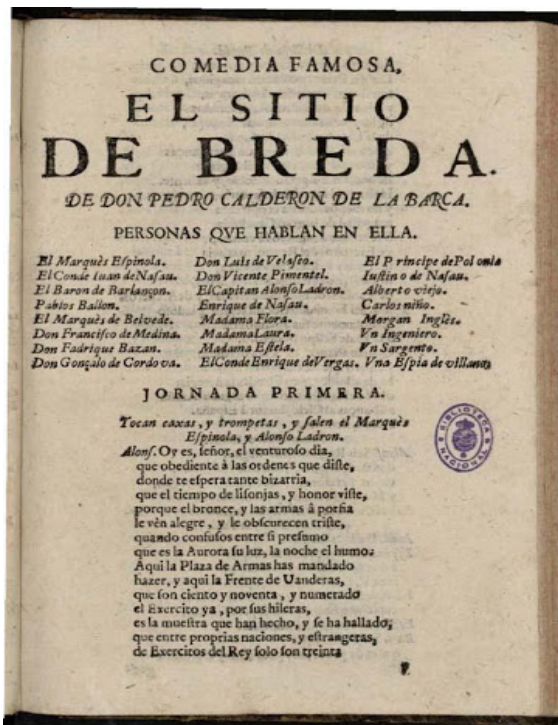 COMEDIA FAMOSA,
EL SITIO
DE BREDA.
DE DON PEDRO CALDERON DE LA BARCA.
PERSONAS QVE HABLAN EN ELLA.
El Marquès Eſpinola.
El Conde Iuan de Naſau.
El Baron de Barlançon.
Pablos Ballon.
El Marquès de Belvede.
Don Franciſco de Medina.
Don Fadrique Bazan.
Don Gonçalo de Cordova.
Don Luis de Velaſco.
Don Vicente Pimentel.
El Capitan Alonſo Ladron.
Enrique de Naſau.
Madama Flora.
Madama Laura.
Madama Eſtela.
El Conde Enrique de Vergas.
El Principe de Polonia
Iuſtino de Naſau.
Alberto viejo.
Carlos niño.
Morgan Inglès.
Vn Ingeniero.
Vn Sargento.
Vna Eſpia de villano
JORNADA PRIMERA.
Tocan caxas, y trompetas, y ſalen el Marquès
Eſpinola, y Alonſo Ladron.
Alonſ. Oy es, ſeñor, el venturoſo dia,
que obediente à las ordenes que diſte,
donde te eſpera tante bizarria,
que el tiempo de liſonjas, y honor viſte,
porque el bronce, y las armas â porfia
le vèn alegre, y le obſcurecen triſte,
quando confuſos entre ſi preſumo
que es la Aurora ſu luz, la noche el humo:
Aqui la Plaza de Armas has mandado
hazer, y aqui la Frente de Uanderas,
que ſon ciento y noventa, y numerado
el Exercito ya, por ſus hileras,
es la mueſtra que han hecho, y ſe ha hallado,
que entre proprias naciones, y eſtrangeras,
de Exercitos del Rey ſolo ſon treinta
BIBLIOTECA NACIONAL